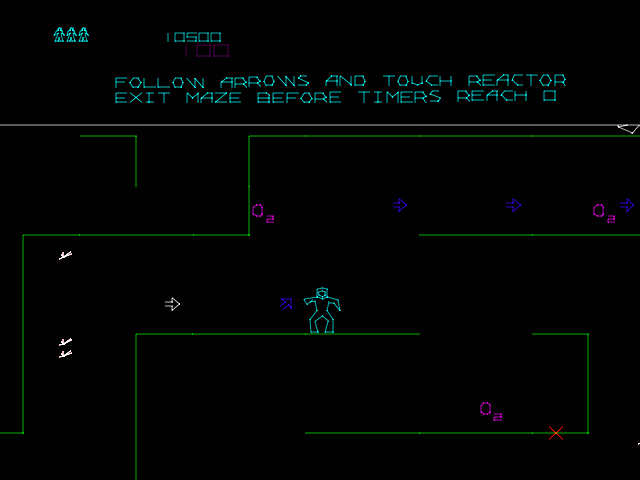 10500
100
FOLLOW ARROWS AND TOUCH REACTOR
EXIT MAZE BEFORE TIMERS REACH 0
O2
O2
O2